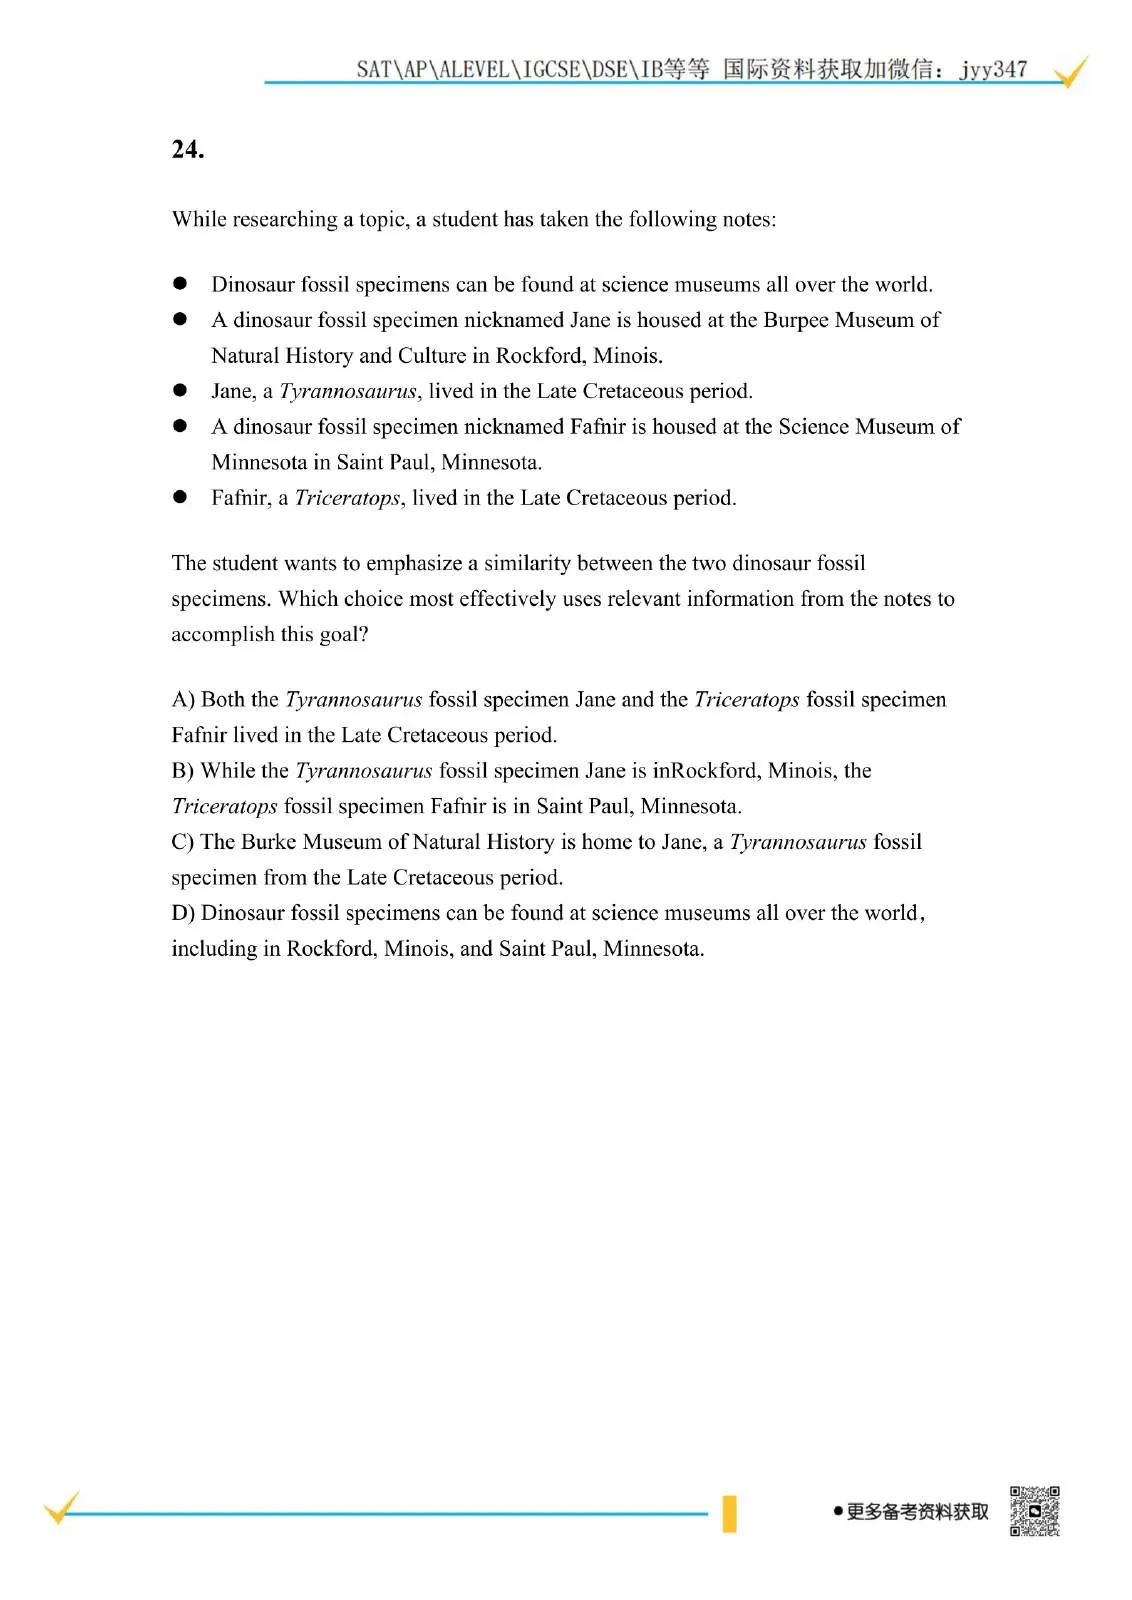 SAT\AP\ALEVEL\IGCSE\DSE\IB等等 国际资料获取加微信：jyy347
24.
While researching a topic, a student has taken the following notes:
● Dinosaur fossil specimens can be found at science museums all over the world.
● A dinosaur fossil specimen nicknamed Jane is housed at the Burpee Museum of
Natural History and Culture in Rockford, Minois.
● Jane, a Tyrannosaurus, lived in the Late Cretaceous period.
● A dinosaur fossil specimen nicknamed Fafnir is housed at the Science Museum of
Minnesota in Saint Paul, Minnesota.
● Fafnir, a Triceratops, lived in the Late Cretaceous period.
The student wants to emphasize a similarity between the two dinosaur fossil
specimens. Which choice most effectively uses relevant information from the notes to
accomplish this goal?
A) Both the Tyrannosaurus fossil specimen Jane and the Triceratops fossil specimen
Fafnir lived in the Late Cretaceous period.
B) While the Tyrannosaurus fossil specimen Jane is inRockford, Minois, the
Triceratops fossil specimen Fafnir is in Saint Paul, Minnesota.
C) The Burke Museum of Natural History is home to Jane, a Tyrannosaurus fossil
specimen from the Late Cretaceous period.
D) Dinosaur fossil specimens can be found at science museums all over the world,
including in Rockford, Minois, and Saint Paul, Minnesota.
●更多备考资料获取